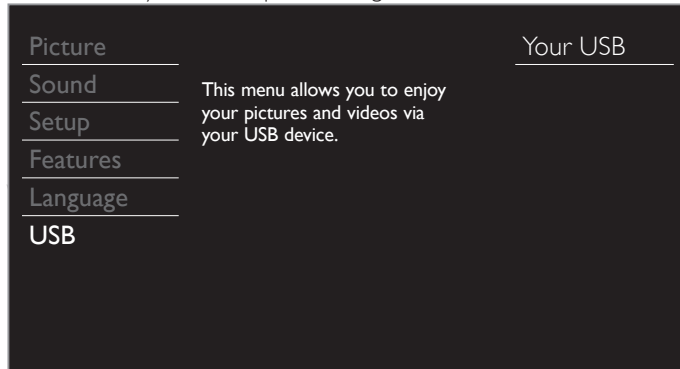 Picture
Sound
Setup
Features
Language
USB
This menu allows you to enjoy
your pictures and videos via
your USB device.
Your USB